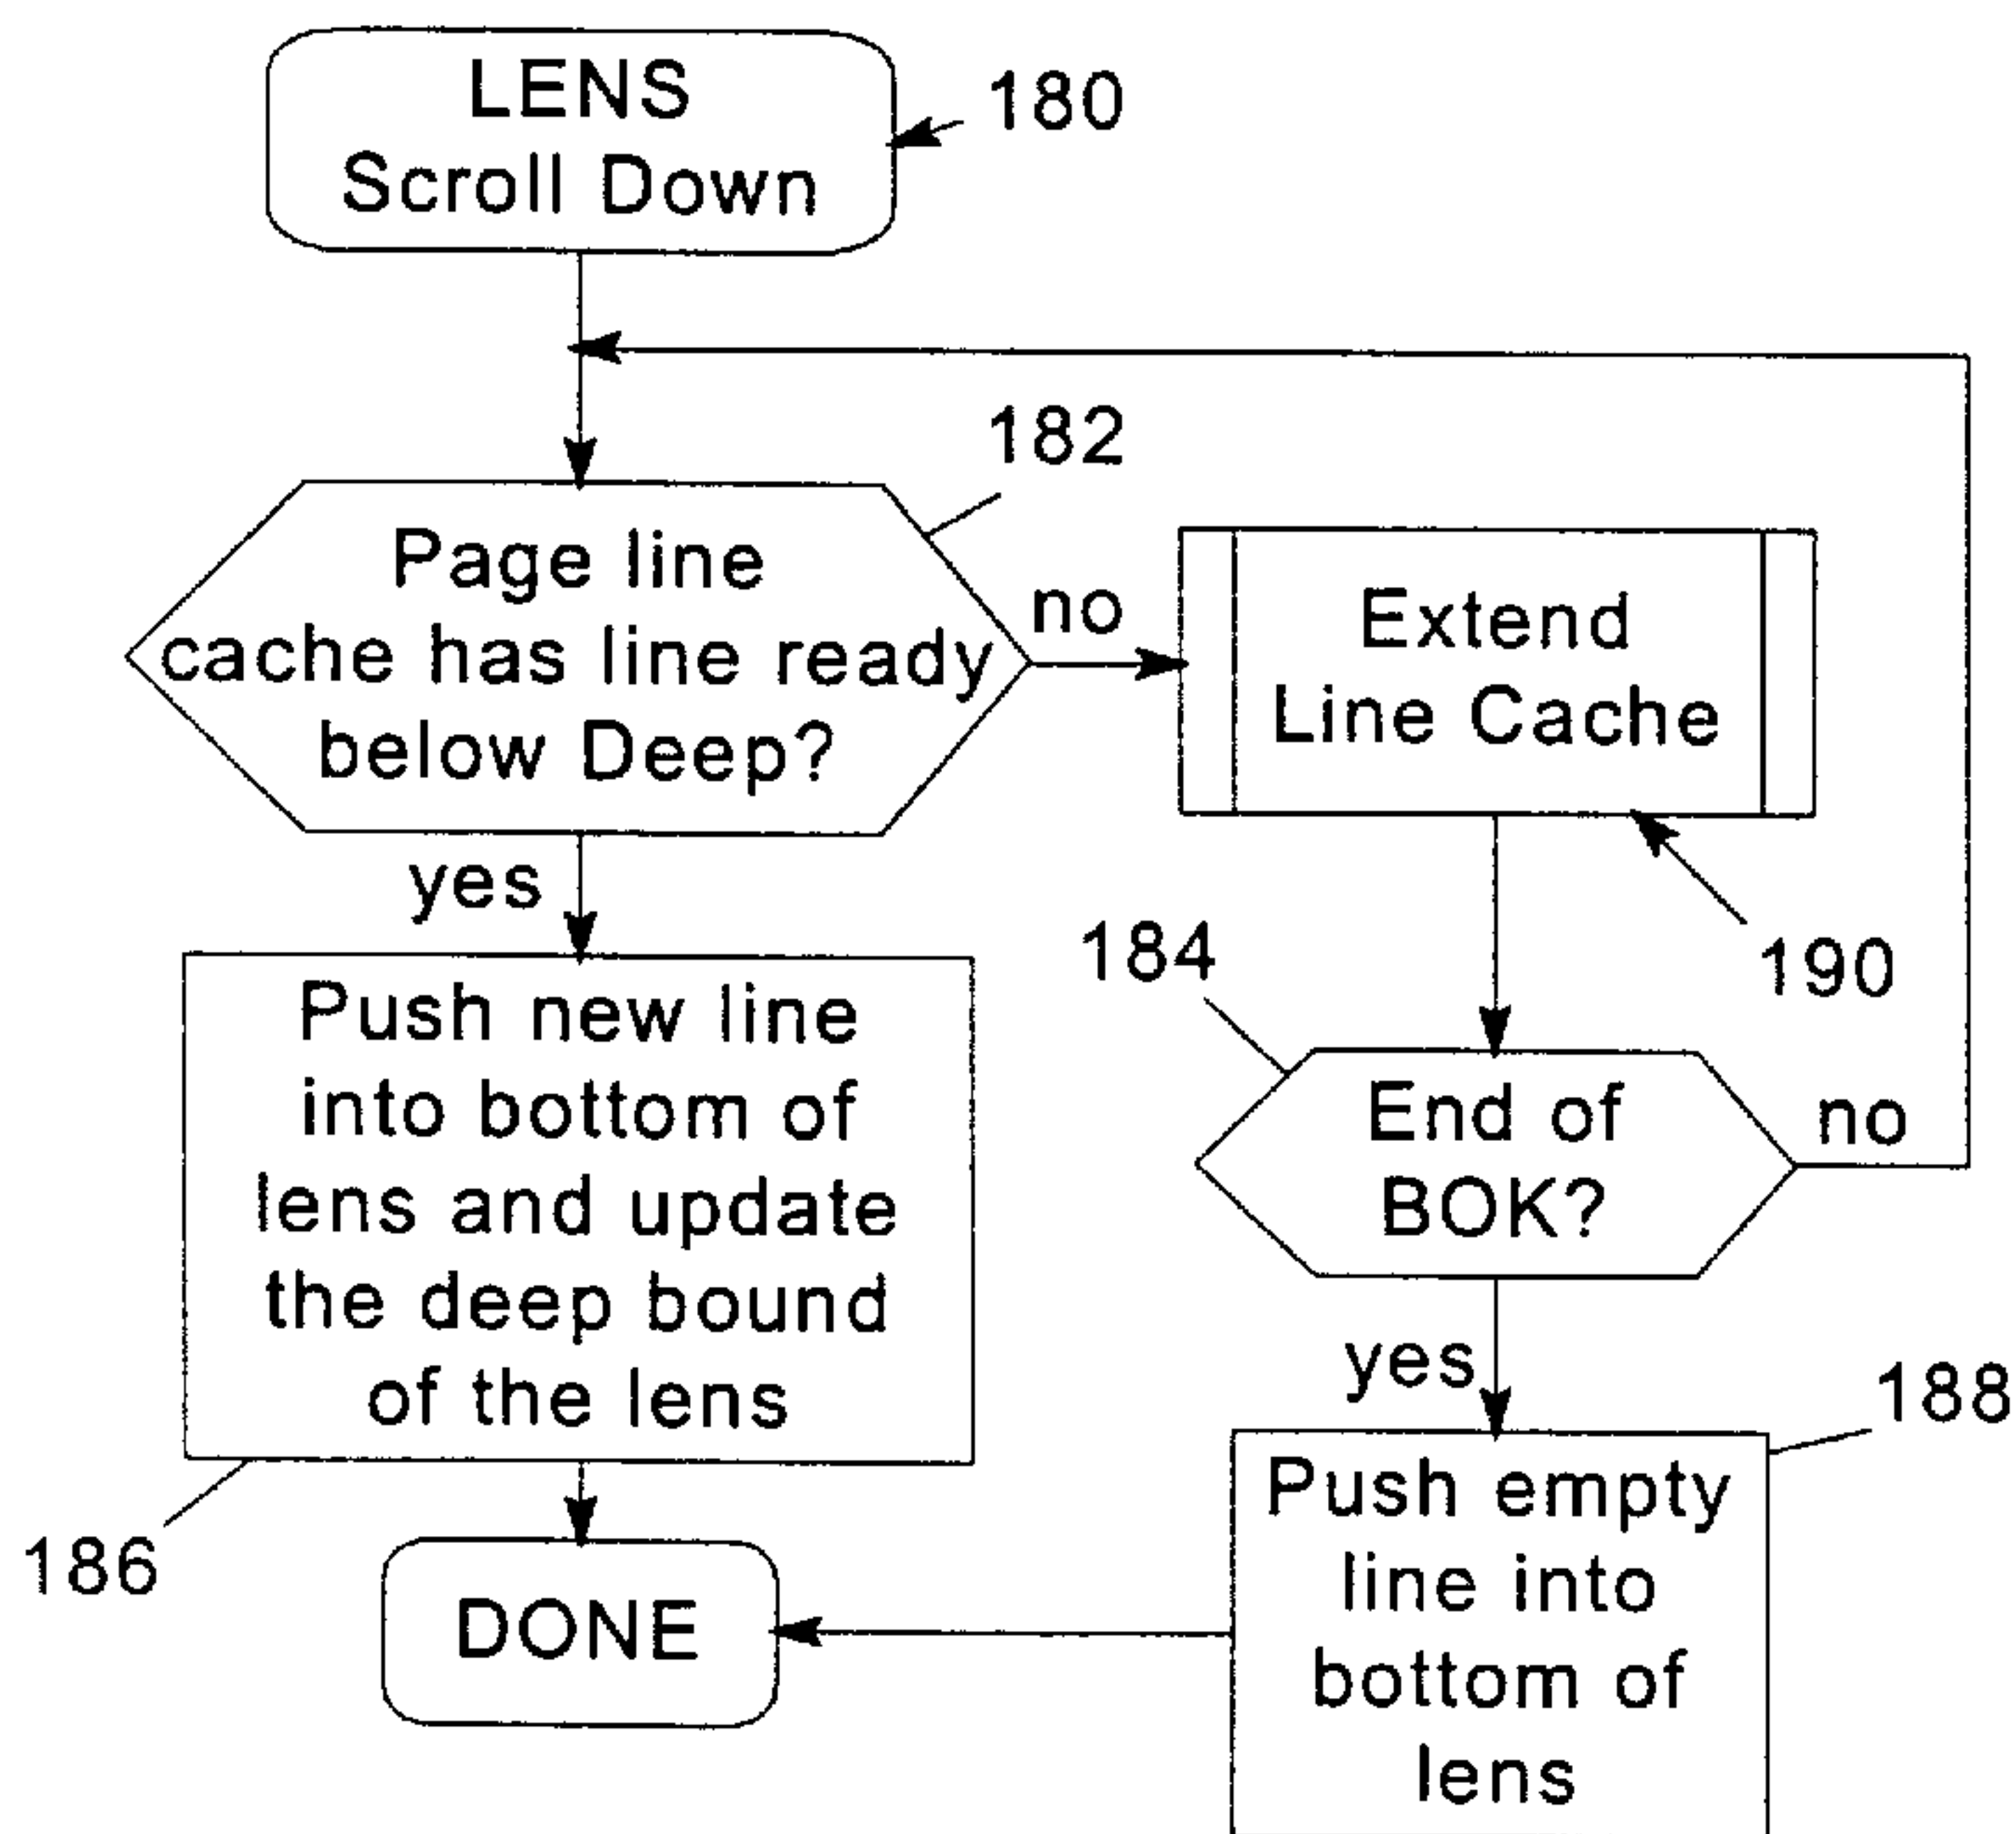 LENS
Scroll Down
180
182
Page line
cache has line ready
below Deep?
no
Extend
Line Cache
190
yes
184
Push new line
into bottom of
lens and update
the deep bound
of the lens
End of
BOK?
no
yes
186
188
DONE
Push empty
line into
bottom of
lens